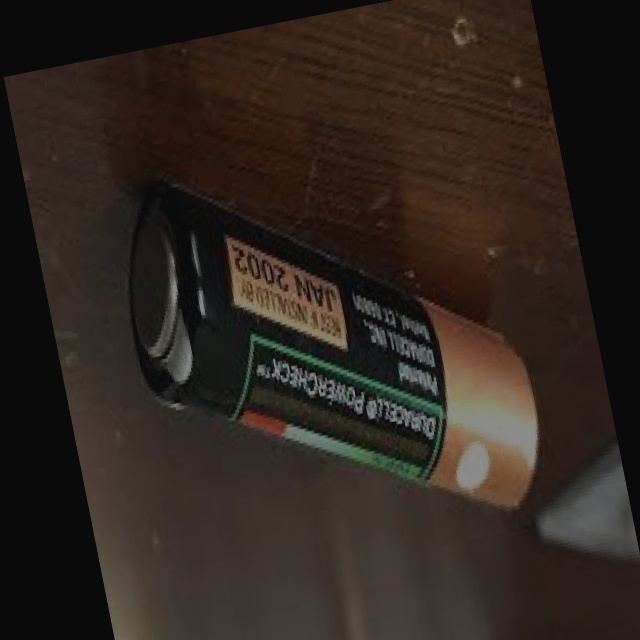 BEST IF INSTALLED BY
JAN 2002
DURACELL INC.
DURACELL® POWERCHECK™